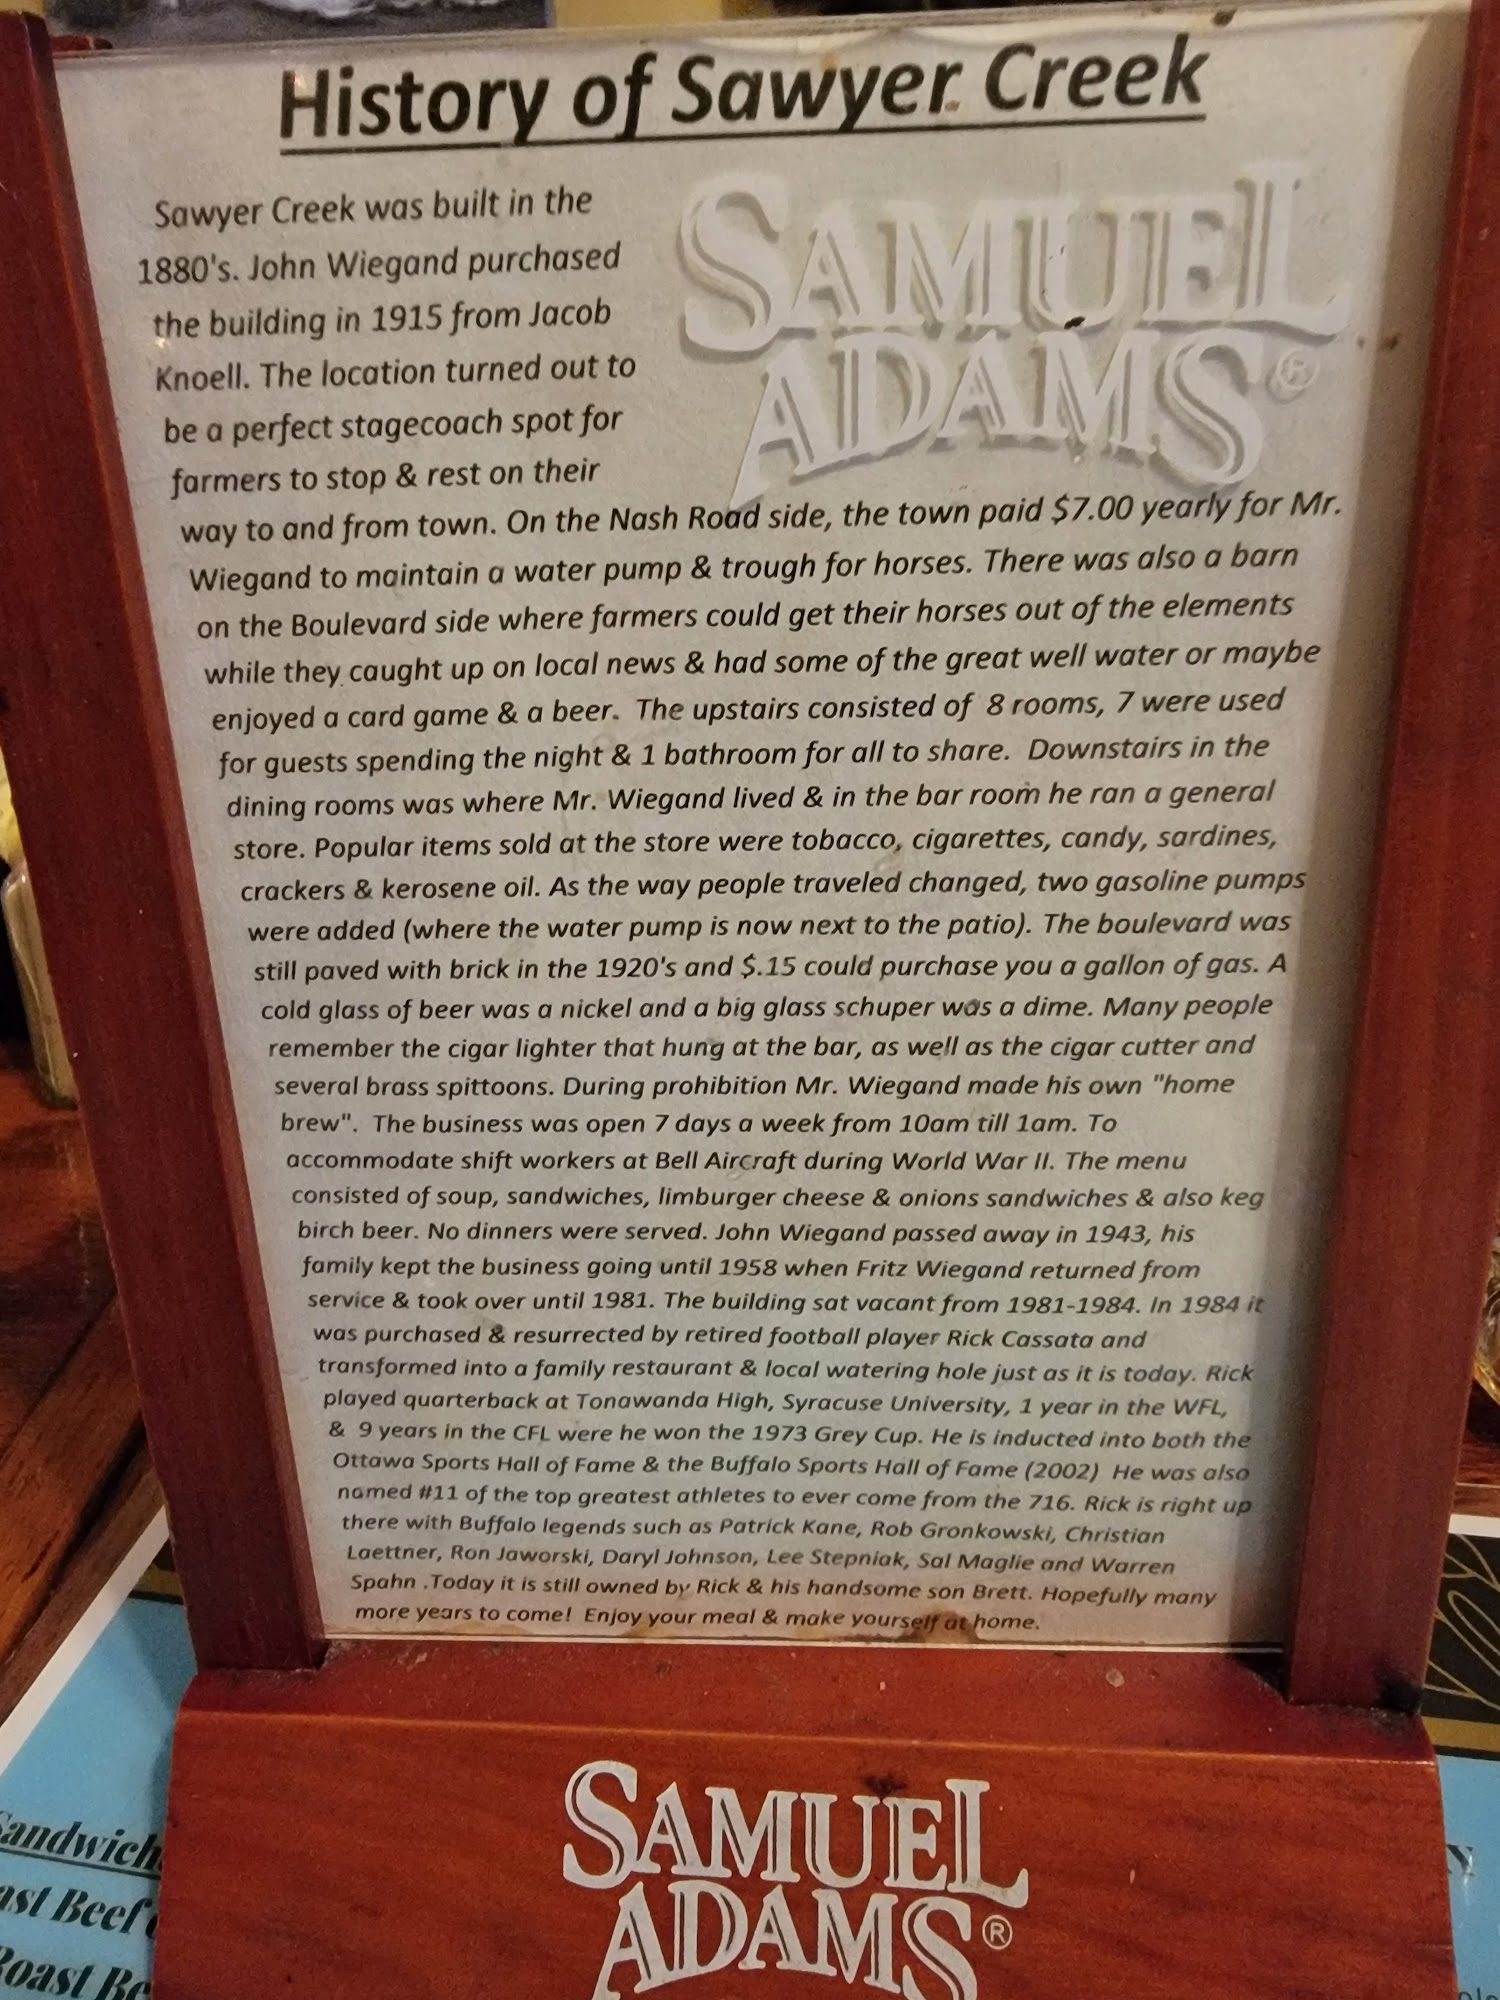 History of Sawyer Creek
SAMUEL
ADAMS®
Sawyer Creek was built in the
1880's. John Wiegand purchased
the building in 1915 from Jacob
Knoell. The location turned out to
be a perfect stagecoach spot for
farmers to stop & rest on their
way to and from town. On the Nash Road side, the town paid $7.00 yearly for Mr.
Wiegand to maintain a water pump & trough for horses. There was also a barn
on the Boulevard side where farmers could get their horses out of the elements
while they caught up on local news & had some of the great well water or maybe
enjoyed a card game & a beer. The upstairs consisted of 8 rooms, 7 were used
for guests spending the night & 1 bathroom for all to share. Downstairs in the
dining rooms was where Mr. Wiegand lived & in the bar room he ran a general
store. Popular items sold at the store were tobacco, cigarettes, candy, sardines,
crackers & kerosene oil. As the way people traveled changed, two gasoline pumps
were added (where the water pump is now next to the patio). The boulevard was
still paved with brick in the 1920's and $.15 could purchase you a gallon of gas. A
cold glass of beer was a nickel and a big glass schuper was a dime. Many people
remember the cigar lighter that hung at the bar, as well as the cigar cutter and
several brass spittoons. During prohibition Mr. Wiegand made his own "home
brew". The business was open 7 days a week from 10am till 1am. To
accommodate shift workers at Bell Aircraft during World War II. The menu
consisted of soup, sandwiches, limburger cheese & onions sandwiches & also keg
birch beer. No dinners were served. John Wiegand passed away in 1943, his
family kept the business going until 1958 when Fritz Wiegand returned from
service & took over until 1981. The building sat vacant from 1981-1984. In 1984 it
was purchased & resurrected by retired football player Rick Cassata and
transformed into a family restaurant & local watering hole just as it is today. Rick
played quarterback at Tonawanda High, Syracuse University, 1 year in the WFL,
& 9 years in the CFL were he won the 1973 Grey Cup. He is inducted into both the
Ottawa Sports Hall of Fame & the Buffalo Sports Hall of Fame (2002) He was also
named #11 of the top greatest athletes to ever come from the 716. Rick is right up
there with Buffalo legends such as Patrick Kane, Rob Gronkowski, Christian
Laettner, Ron Jaworski, Daryl Johnson, Lee Stepniak, Sal Maglie and Warren
Spahn .Today it is still owned by Rick & his handsome son Brett. Hopefully many
more years to come! Enjoy your meal & make yourself at home.
SAMUEL
ADAMS®
Beef